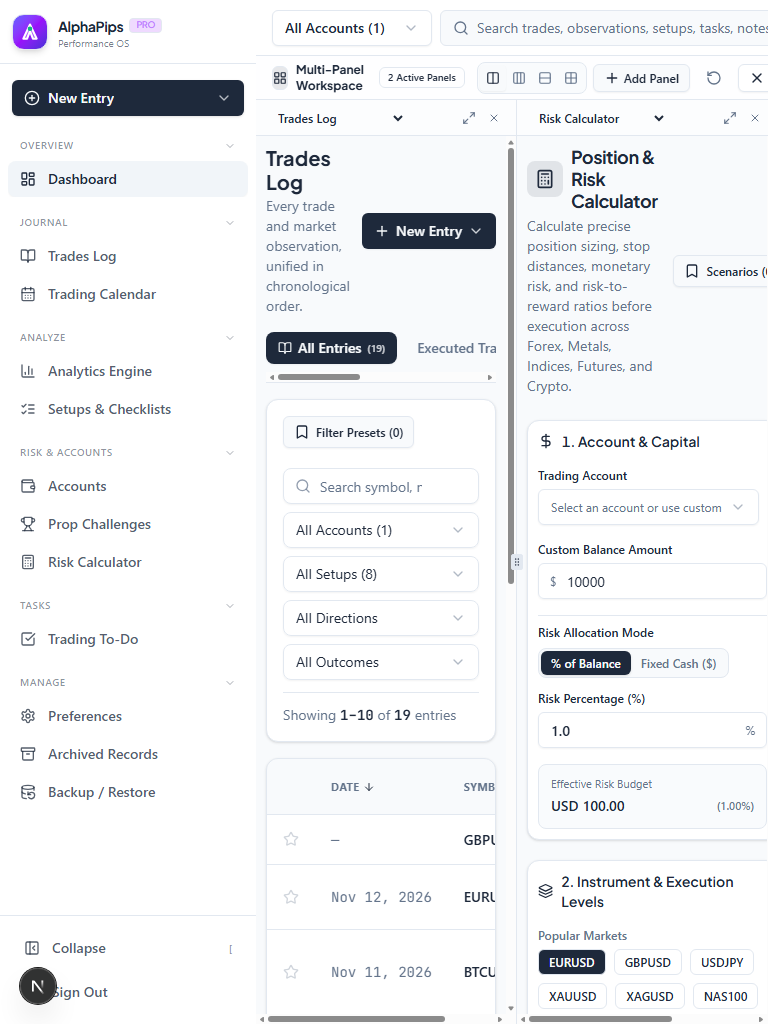 AlphaPips PRO
Performance OS
New Entry
OVERVIEW
Dashboard
JOURNAL
Trades Log
Trading Calendar
ANALYZE
Analytics Engine
Setups & Checklists
RISK & ACCOUNTS
Accounts
Prop Challenges
Risk Calculator
TASKS
Trading To-Do
MANAGE
Preferences
Archived Records
Backup / Restore
Collapse [
N
Sign Out
All Accounts (1)
Search trades, observations, setups, tasks, notes
Multi-Panel
Workspace
2 Active Panels
Add Panel
Trades Log
Trades
Log
Every trade
and market
observation,
unified in
chronological
order.
New Entry
All Entries (19)
Executed Tra
Filter Presets (0)
Search symbol, r
All Accounts (1)
All Setups (8)
All Directions
All Outcomes
Showing 1–10 of 19 entries
DATE ↓ SYMB
— GBPU
Nov 12, 2026 EURU
Nov 11, 2026 BTCU
Risk Calculator
Position &
Risk
Calculator
Calculate precise
position sizing, stop
distances, monetary
risk, and risk-to-
reward ratios before
execution across
Forex, Metals,
Indices, Futures, and
Crypto.
Scenarios (
1. Account & Capital
Trading Account
Select an account or use custom
Custom Balance Amount
$ 10000
Risk Allocation Mode
% of Balance Fixed Cash ($)
Risk Percentage (%)
1.0 %
Effective Risk Budget
USD 100.00 (1.00%)
2. Instrument & Execution
Levels
Popular Markets
EURUSD GBPUSD USDJPY
XAUUSD XAGUSD NAS100